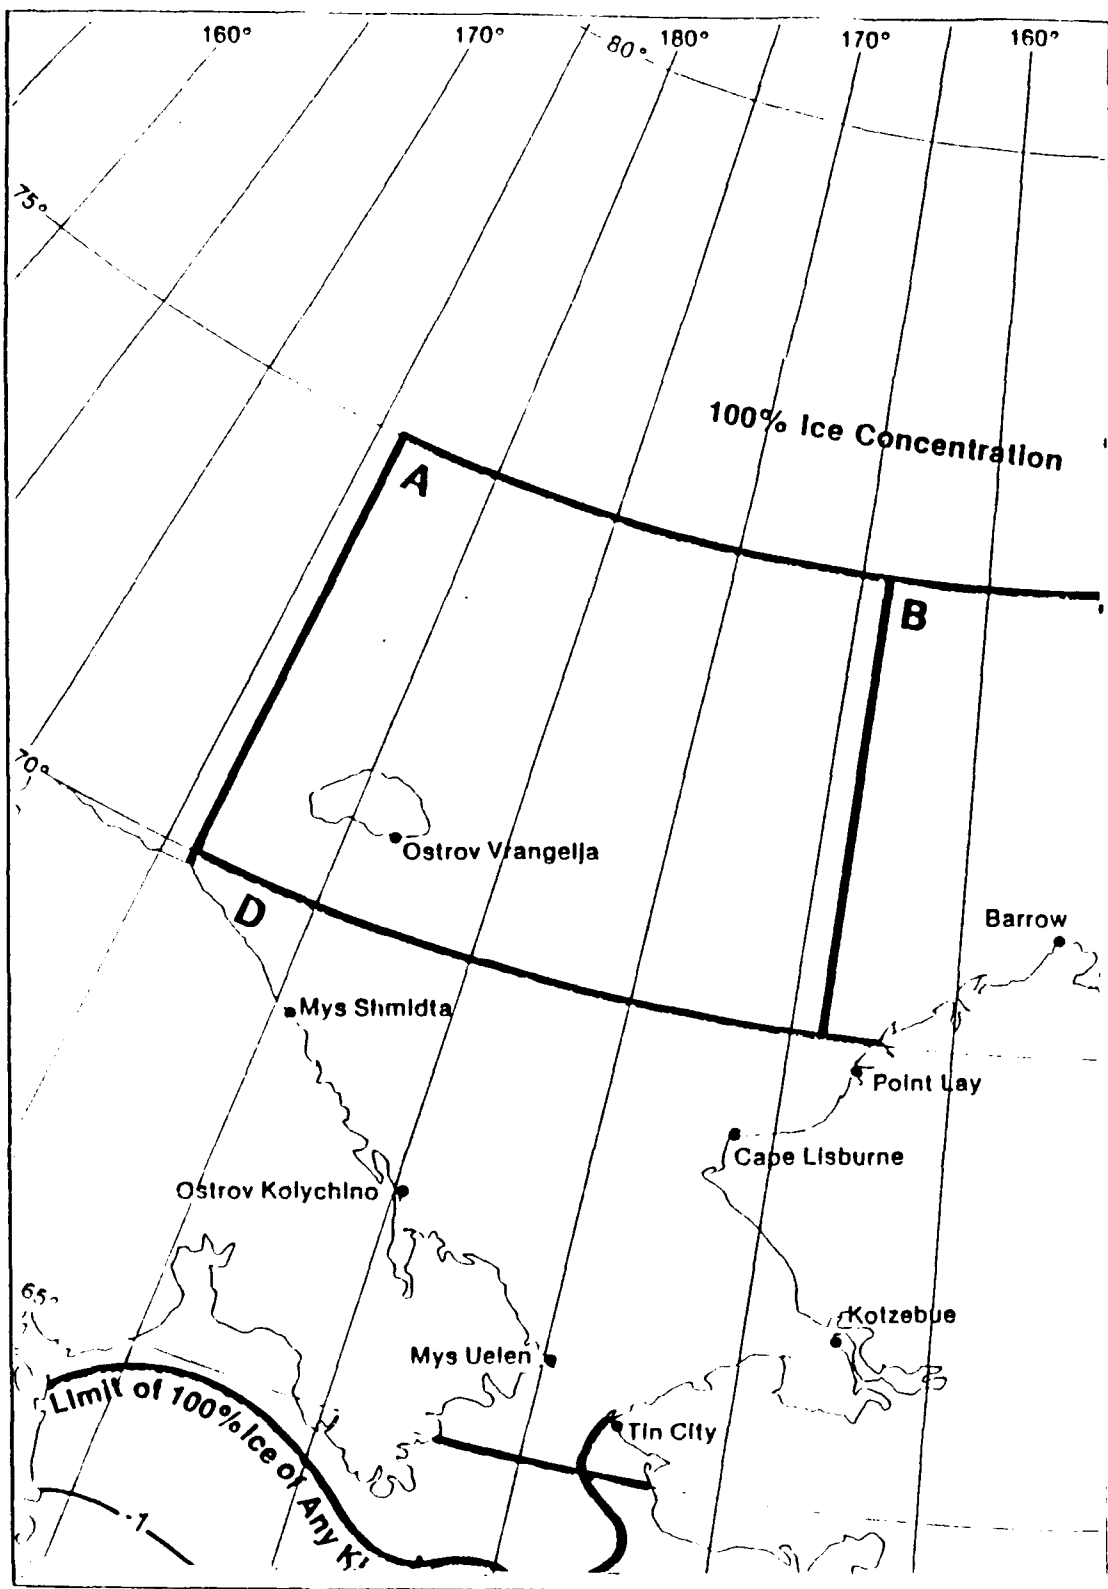 160°
170°
180°
170°
160°
80°
75°
100% Ice Concentration
A
B
70°
Ostrov Vrangelja
D
Barrow
Mys Shmidta
Point Lay
Cape Lisburne
Ostrov Kolychino
65°
Kotzebue
Mys Uelen
Limit of 100% Ice of Any
Tin City
-1